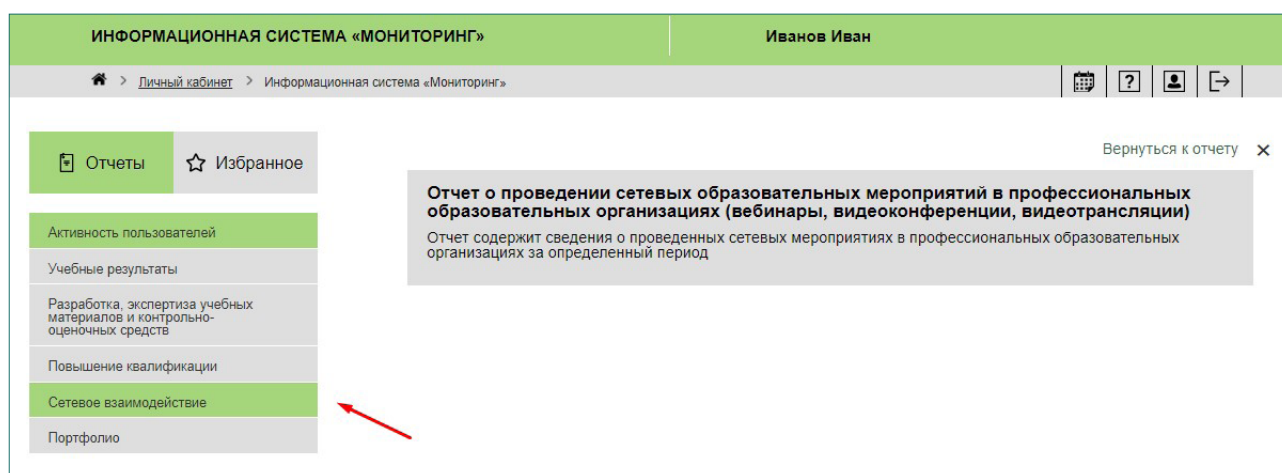 ИНФОРМАЦИОННАЯ СИСТЕМА «МОНИТОРИНГ»
Иванов Иван
> Личный кабинет > Информационная система «Мониторинг»
?
Отчеты
Избранное
Вернуться к отчету ×
Активность пользователей
Учебные результаты
Разработка, экспертиза учебных
материалов и контрольно-
оценочных средств
Повышение квалификации
Сетевое взаимодействие
Портфолио
Отчет о проведении сетевых образовательных мероприятий в профессиональных
образовательных организациях (вебинары, видеоконференции, видеотрансляции)
Отчет содержит сведения о проведенных сетевых мероприятиях в профессиональных образовательных
организациях за определенный период